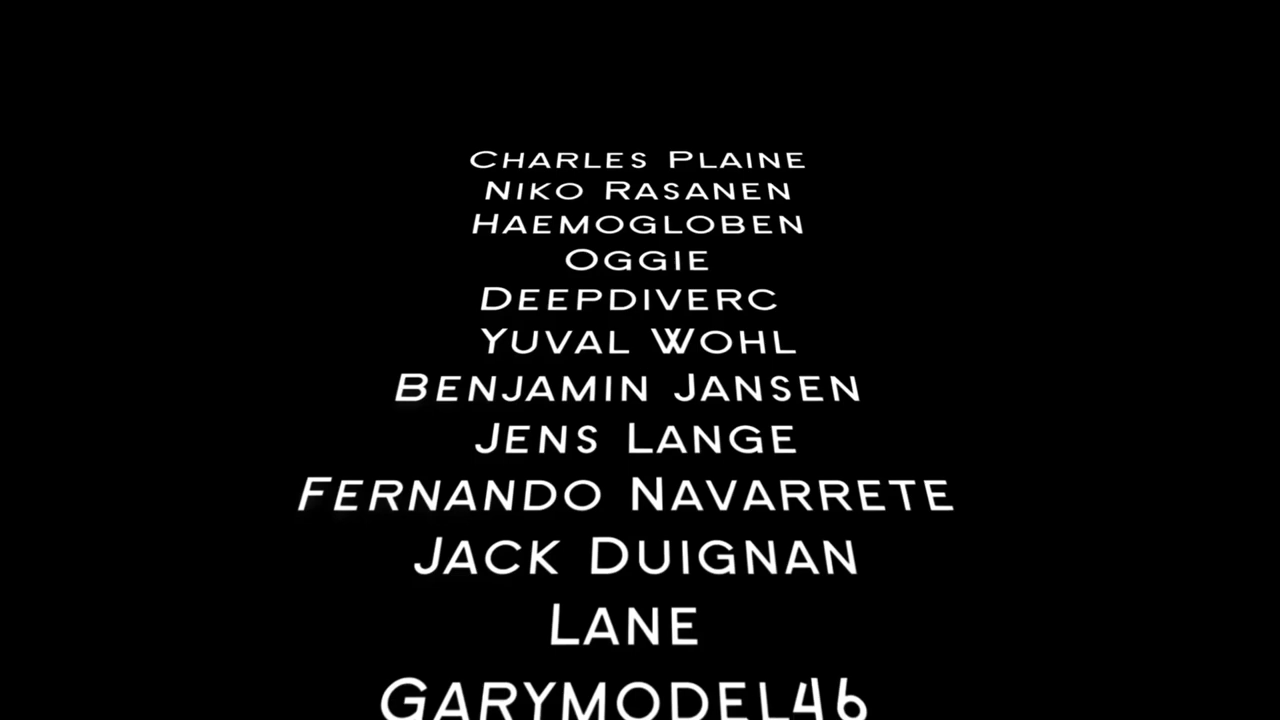 Charles Plaine
Niko Rasanen
Haemogloben
Oggie
Deepdiverc
Yuval Wohl
Benjamin Jansen
Jens Lange
Fernando Navarrete
Jack Duignan
Lane
Garymodel46